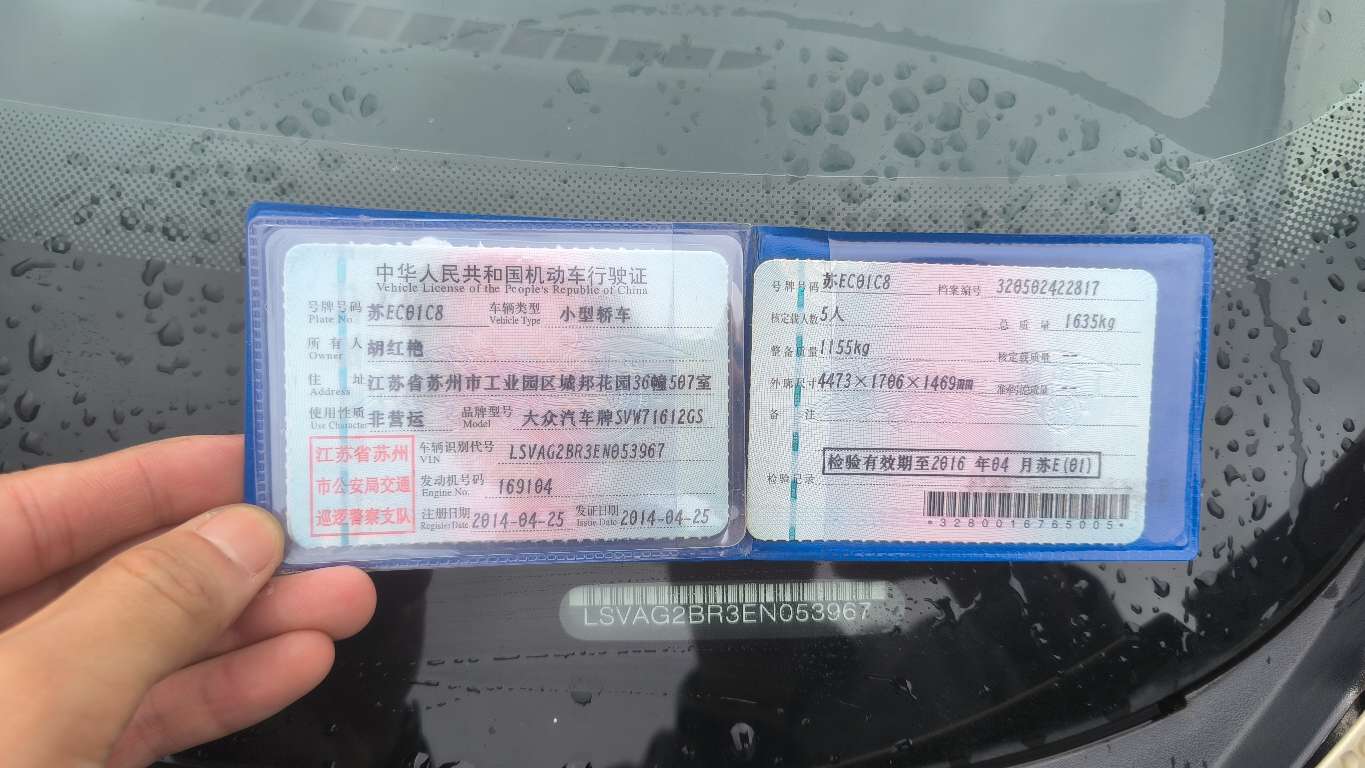 中华人民共和国机动车行驶证
Vehicle License of the People's Republic of China
号牌号码 苏EC01C8 车辆类型 小型轿车
Plate No. Vehicle Type
所有人 胡红艳
Owner
住址 江苏省苏州市工业园区城邦花园36幢507室
Address
使用性质 非营运 品牌型号 大众汽车牌SVW71612GS
Use Character Model
江苏省苏州
市公安局交通
巡逻警察支队
车辆识别代号 LSVAG2BR3EN053967
VIN
发动机号码 169104
Engine No.
注册日期 2014-04-25 发证日期 2014-04-25
Register Date Issue Date
号牌号码 苏EC01C8 档案编号 320502422817
核定载人数 5人 总质量 1635kg
整备质量 1155kg 核定载质量 --
外廓尺寸 4473×1706×1469mm 准牵引总质量 --
备注
检验记录 检验有效期至2016年04月苏E(01)
*3280016765005*
LSVAG2BR3EN053967